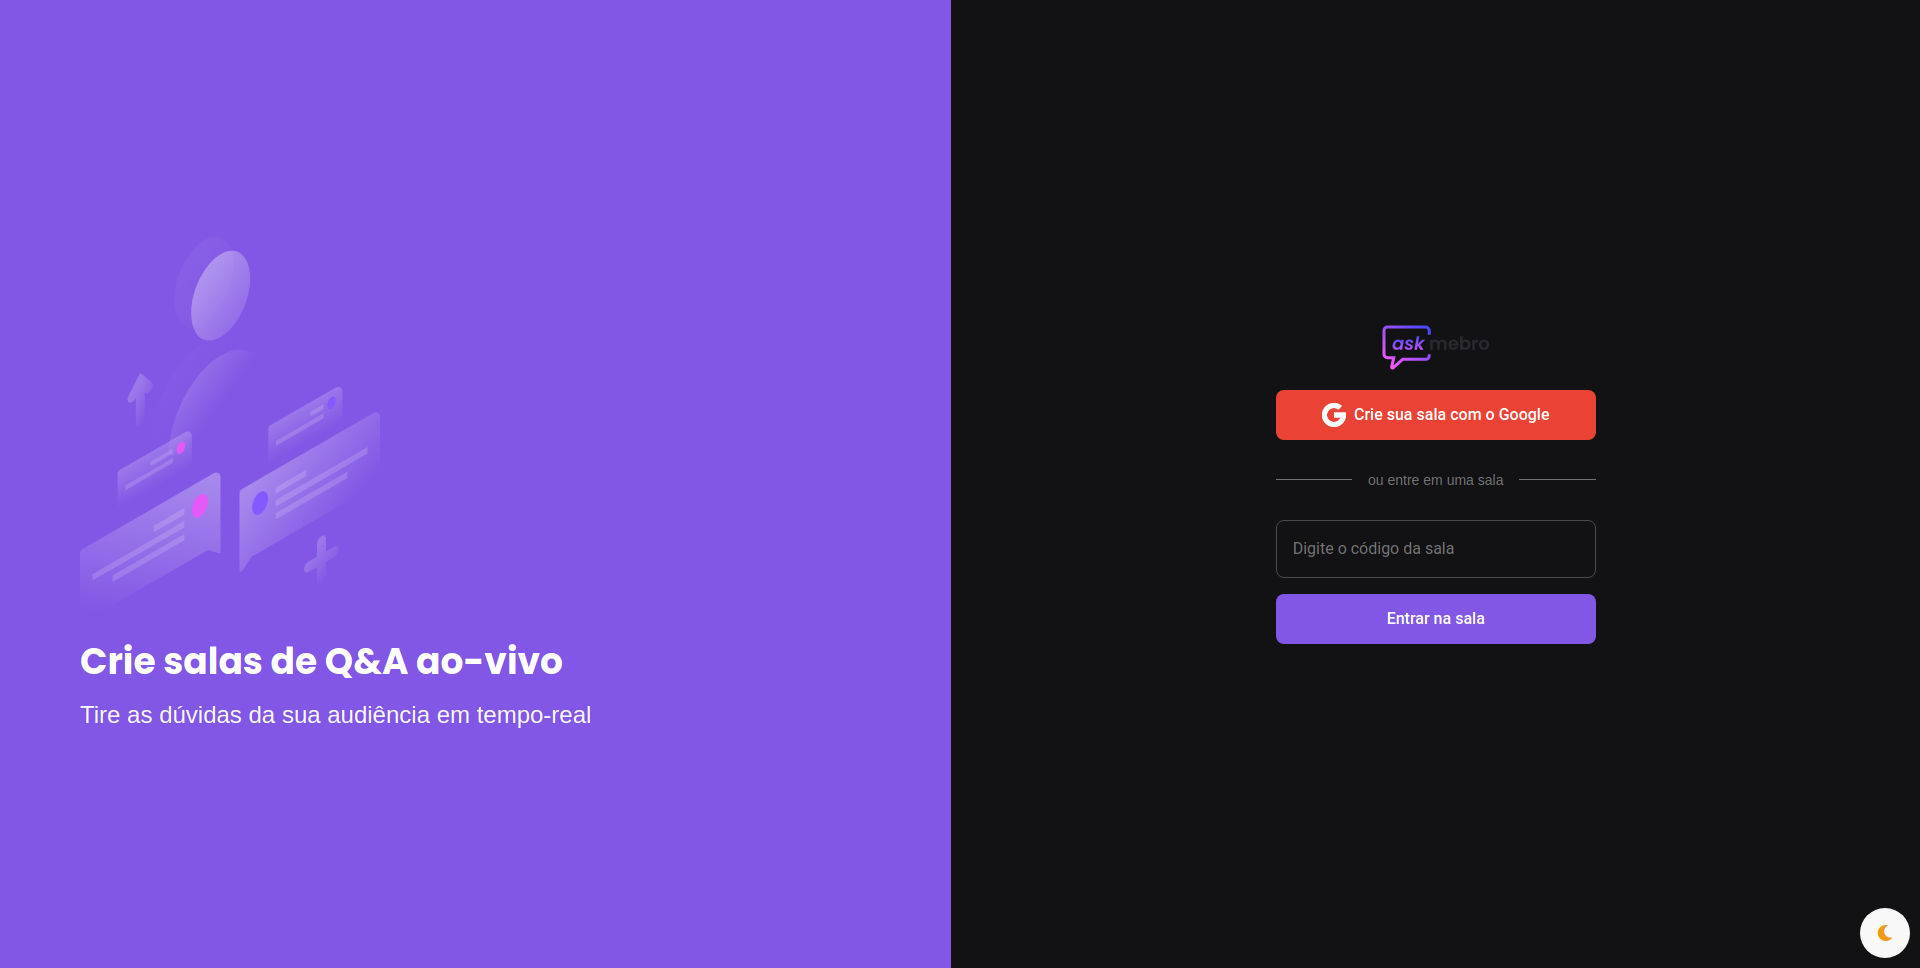 Crie salas de Q&A ao-vivo
Tire as dúvidas da sua audiência em tempo-real
ask mebro
Crie sua sala com o Google
ou entre em uma sala
Digite o código da sala
Entrar na sala